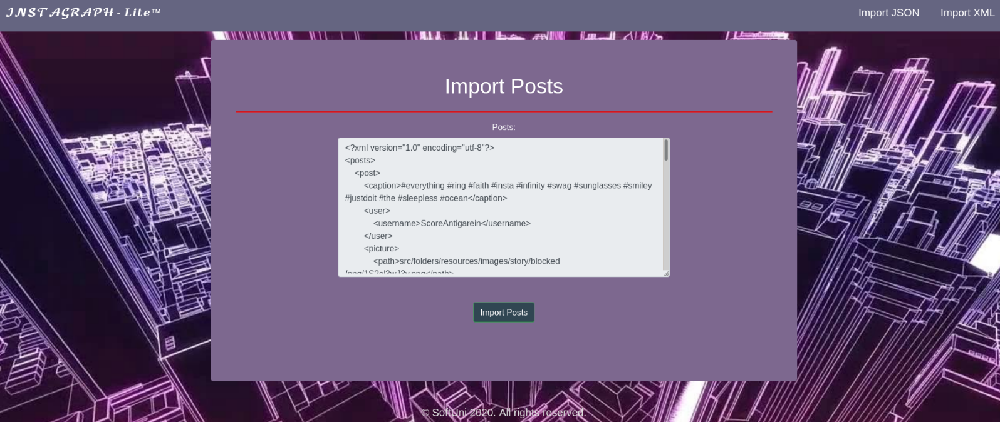 INSTAGRAPH - Lite™
Import JSON
Import XML
Import Posts
Posts:
<?xml version="1.0" encoding="utf-8"?>
<posts>
<post>
<caption>#everything #ring #faith #insta #infinity #swag #sunglasses #smiley
#justdoit #the #sleepless #ocean</caption>
<user>
<username>ScoreAntigarein</username>
</user>
<picture>
<path>src/folders/resources/images/story/blocked
Import Posts
© SoftUni 2020. All rights reserved.